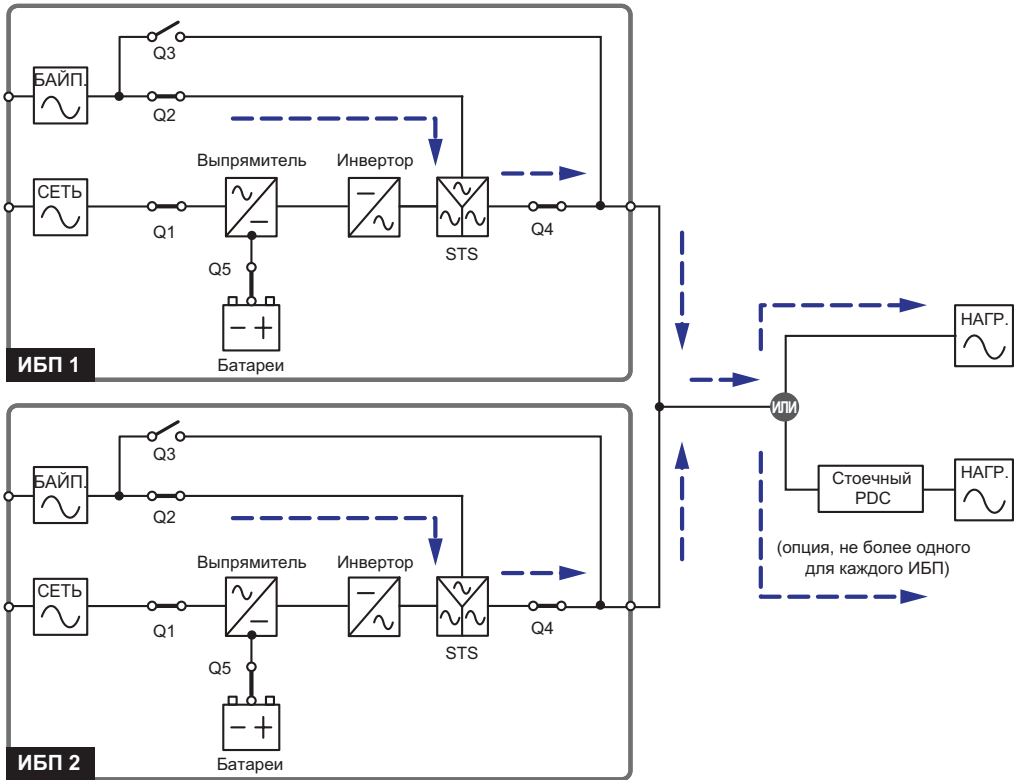 Q3
БАЙП.
Q2
Выпрямитель
Инвертор
СЕТЬ
Q1
STS
Q4
Q5
Батареи
ИБП 1
НАГР.
ИЛИ
Стоечный
PDC
НАГР.
(опция, не более одного
для каждого ИБП)
Q3
БАЙП.
Q2
Выпрямитель
Инвертор
СЕТЬ
Q1
STS
Q4
Q5
Батареи
ИБП 2